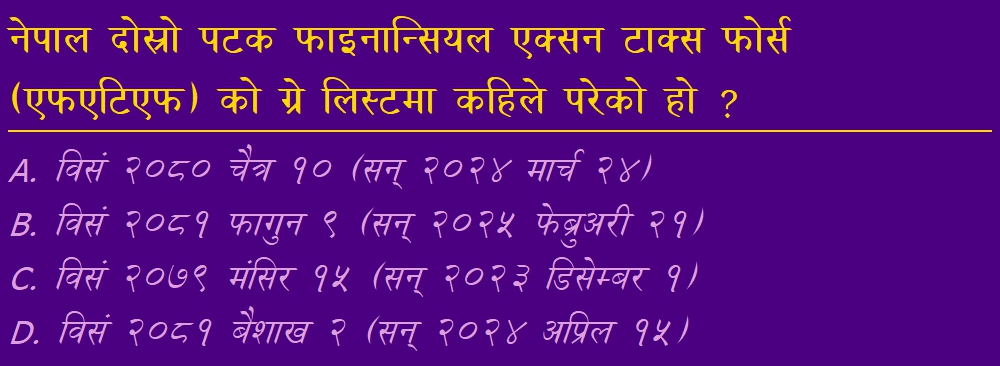 नेपाल दोस्रो पटक फाइनान्सियल एक्सन टाक्स फोर्स
(एफएटिएफ) को ग्रे लिस्टमा कहिले परेको हो ?
A. विसं २०८० चैत्र १० (सन् २०२४ मार्च २४)
B. विसं २०८१ फागुन ९ (सन् २०२५ फेब्रुअरी २१)
C. विसं २०७९ मंसिर १५ (सन् २०२३ डिसेम्बर १)
D. विसं २०८१ बैशाख २ (सन् २०२४ अप्रिल १५)